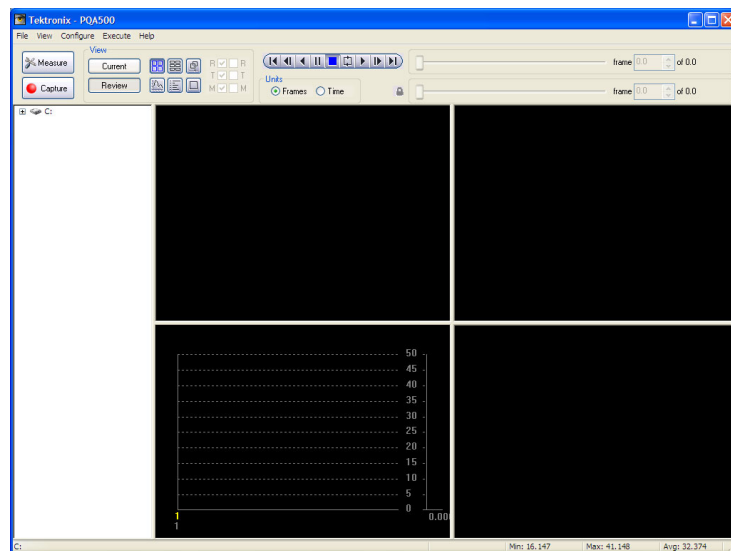 Tektronix - PQA500
File View Configure Execute Help
View
Measure
Current
R R
T T
M M
Capture
Review
Units
Frames Time
frame 0.0 of 0.0
frame 0.0 of 0.0
C:
50
45
40
35
30
25
20
15
10
5
0
1
1
0.00
C:
Min: 16.147 Max: 41.148 Avg: 32.374